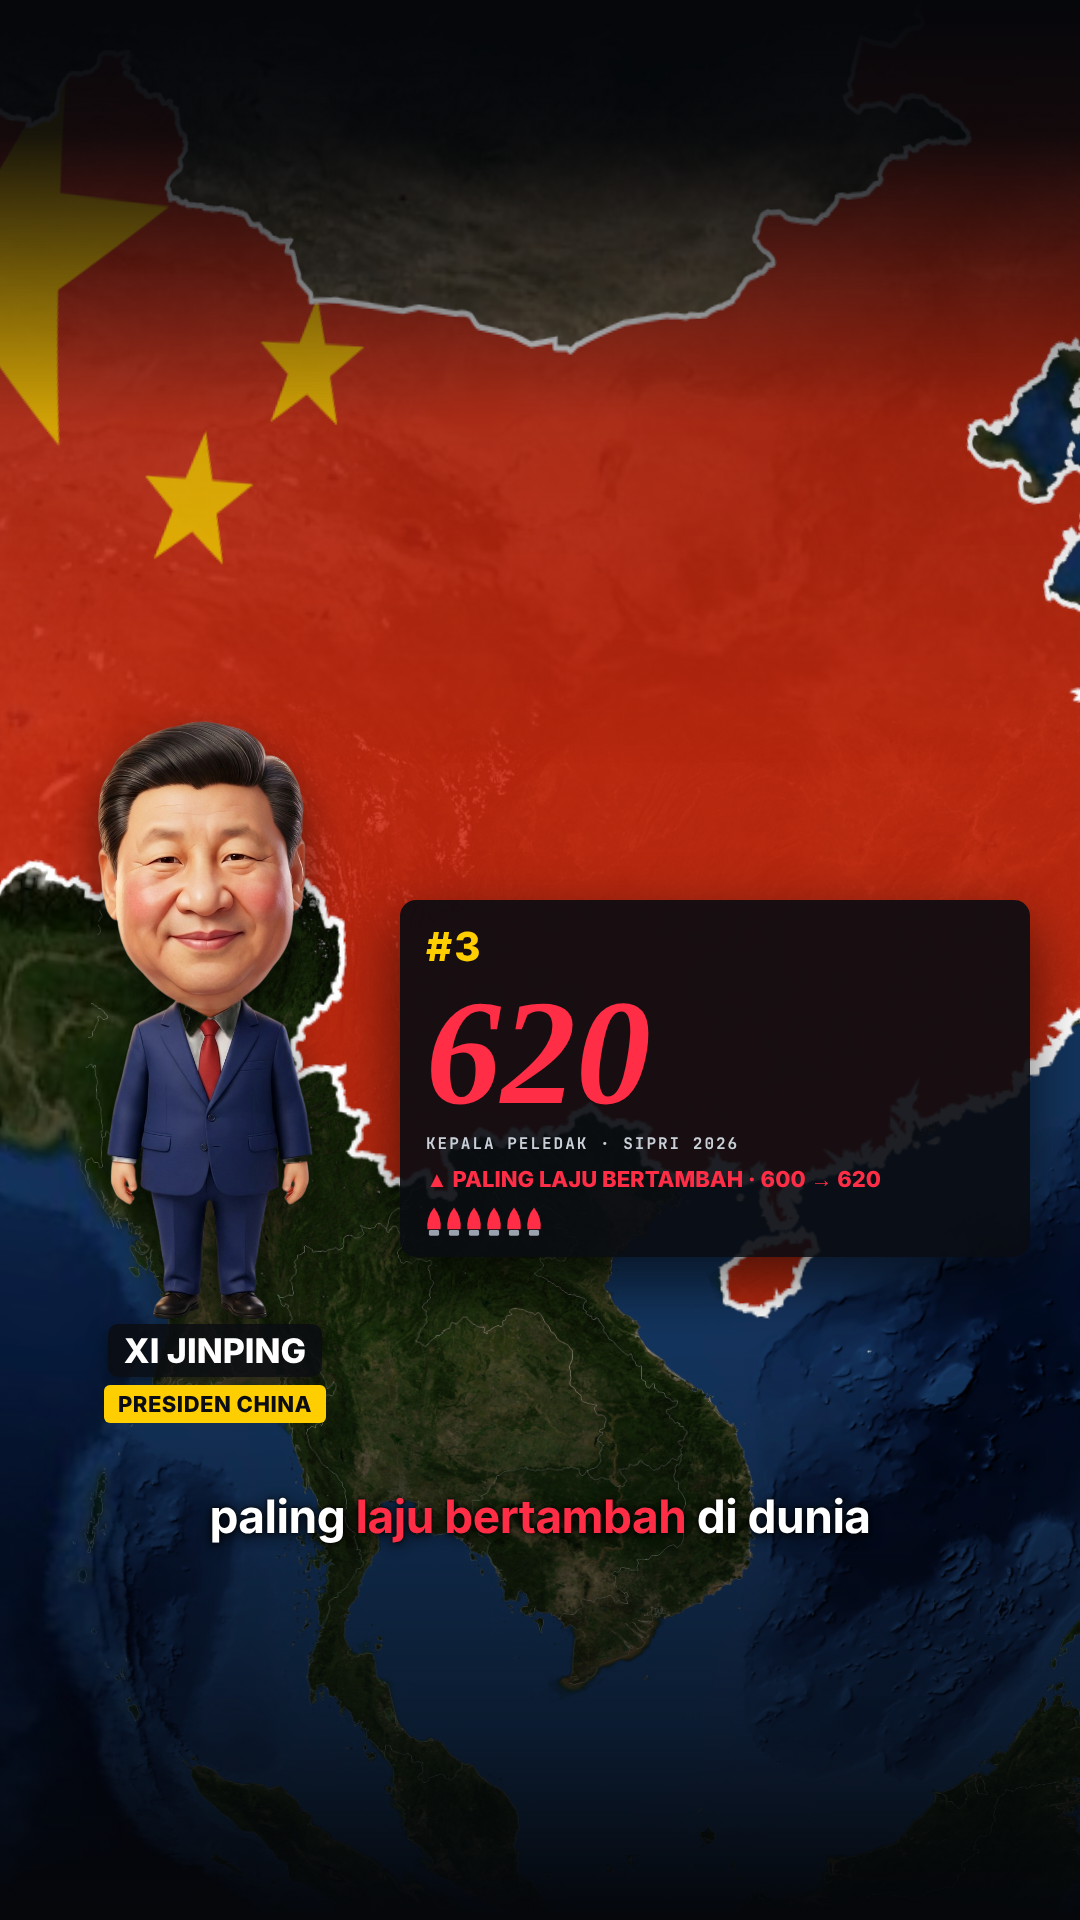 #3
620
KEPALA PELEDAK · SIPRI 2026
▲ PALING LAJU BERTAMBAH · 600 → 620
XI JINPING
PRESIDEN CHINA
paling laju bertambah di dunia